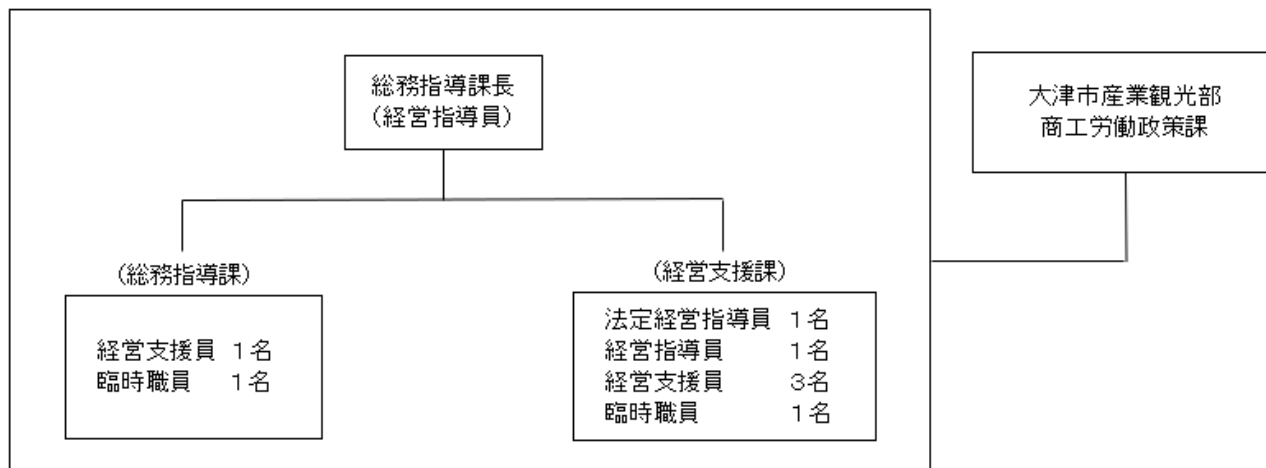 総務指導課長
(経営指導員)
大津市産業観光部
商工労働政策課
(総務指導課)
経営支援員 1名
臨時職員 1名
(経営支援課)
法定経営指導員 1名
経営指導員 1名
経営支援員 3名
臨時職員 1名